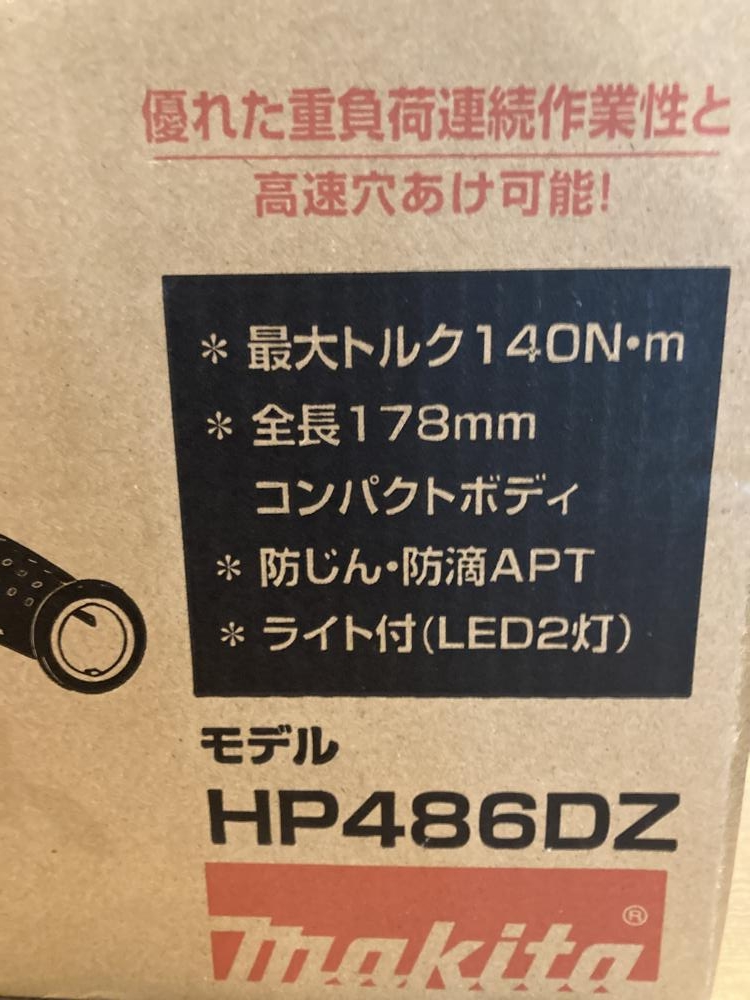 優れた重負荷連続作業性と
高速穴あけ可能!
* 最大トルク140N·m
* 全長178mm
コンパクトボディ
* 防じん·防滴APT
* ライト付(LED2灯)
モデル
HP486DZ
makita®